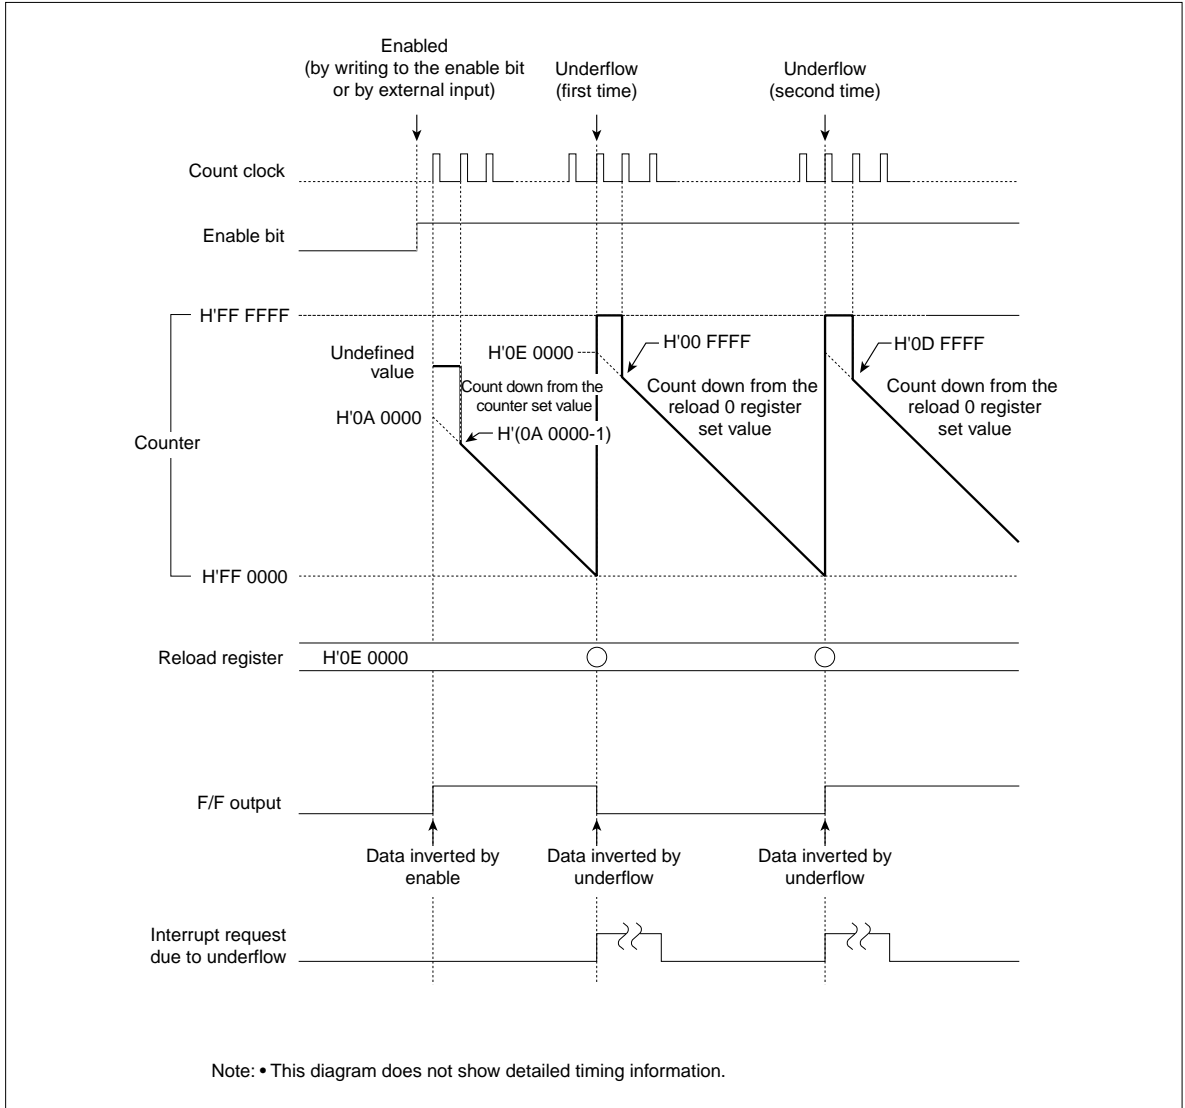 Enabled
(by writing to the enable bit
or by external input)
Underflow
(first time)
Underflow
(second time)
Count clock
Enable bit
H'FF FFFF
Undefined
value
H'0A 0000
Count down from the
counter set value
H'(0A 0000-1)
H'0E 0000
H'00 FFFF
Count down from the
reload 0 register
set value
H'0D FFFF
Count down from the
reload 0 register
set value
Counter
H'FF 0000
Reload register
H'0E 0000
F/F output
Data inverted by
enable
Data inverted by
underflow
Data inverted by
underflow
Interrupt request
due to underflow
Note: • This diagram does not show detailed timing information.